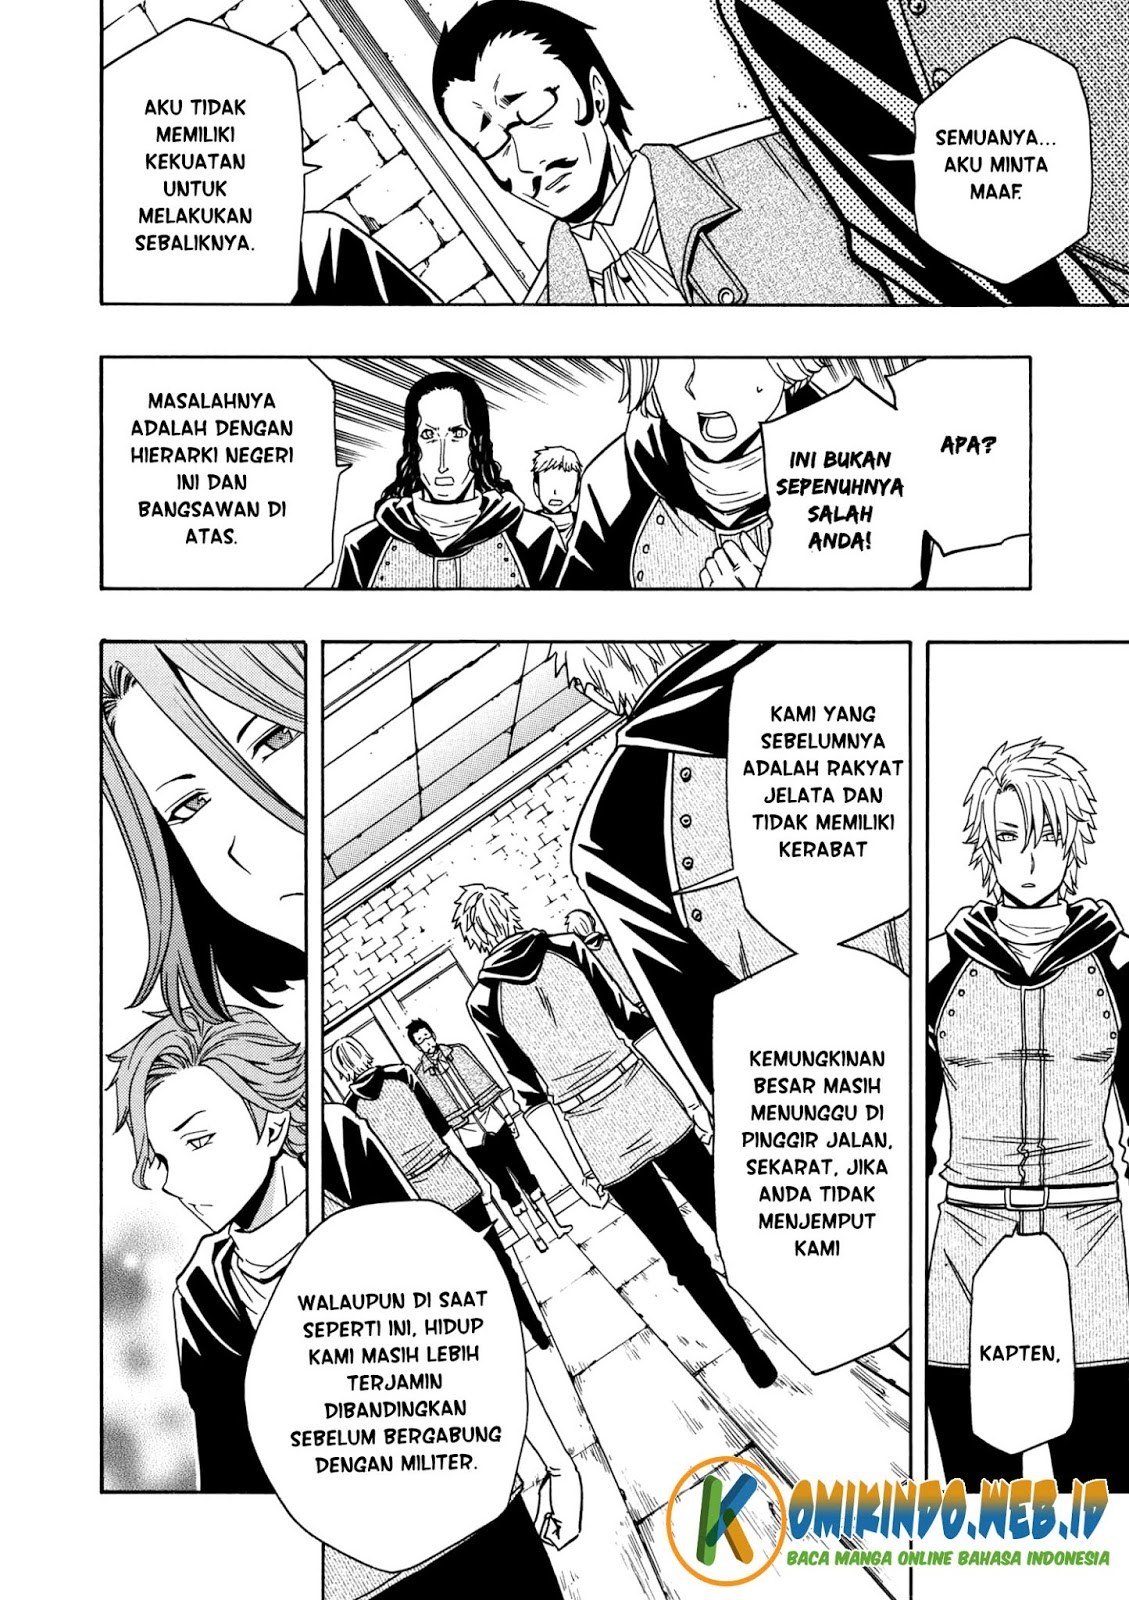 SEMUANYA...
AKU MINTA
MAAF.
AKU TIDAK
MEMILIKI
KEKUATAN
UNTUK
MELAKUKAN
SEBALIKNYA.
APA?
INI BUKAN
SEPENUHNYA
SALAH
ANDA!
MASALAHNYA
ADALAH DENGAN
HIERARKI NEGERI
INI DAN
BANGSAWAN DI
ATAS.
KAPTEN,
KAMI YANG
SEBELUMNYA
ADALAH RAKYAT
JELATA DAN
TIDAK MEMILIKI
KERABAT
KEMUNGKINAN
BESAR MASIH
MENUNGGU DI
PINGGIR JALAN,
SEKARAT, JIKA
ANDA TIDAK
MENJEMPUT
KAMI
WALAUPUN DI SAAT
SEPERTI INI, HIDUP
KAMI MASIH LEBIH
TERJAMIN
DIBANDINGKAN
SEBELUM BERGABUNG
DENGAN MILITER.
KOMIKINDO.WEB.ID
BACA MANGA ONLINE BAHASA INDONESIA